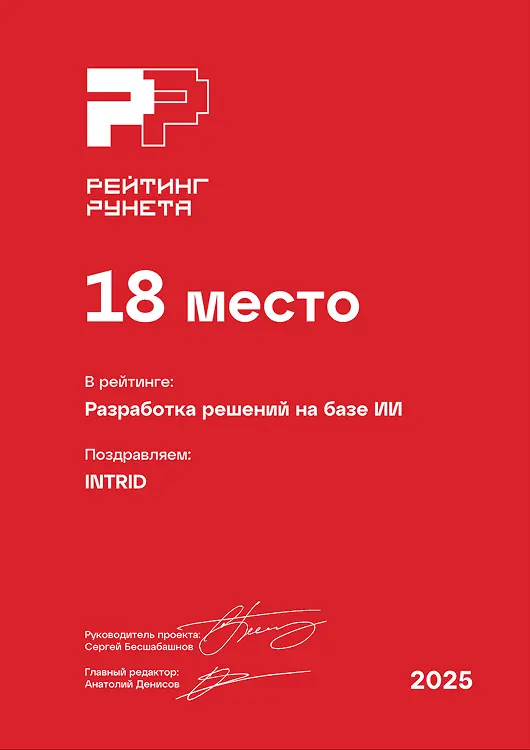 РЕЙТИНГ
РУНЕТА
18 место
В рейтинге:
Разработка решений на базе ИИ
Поздравляем:
INTRID
Руководитель проекта:
Сергей Бесшабашнов
Главный редактор:
Анатолий Денисов
2025